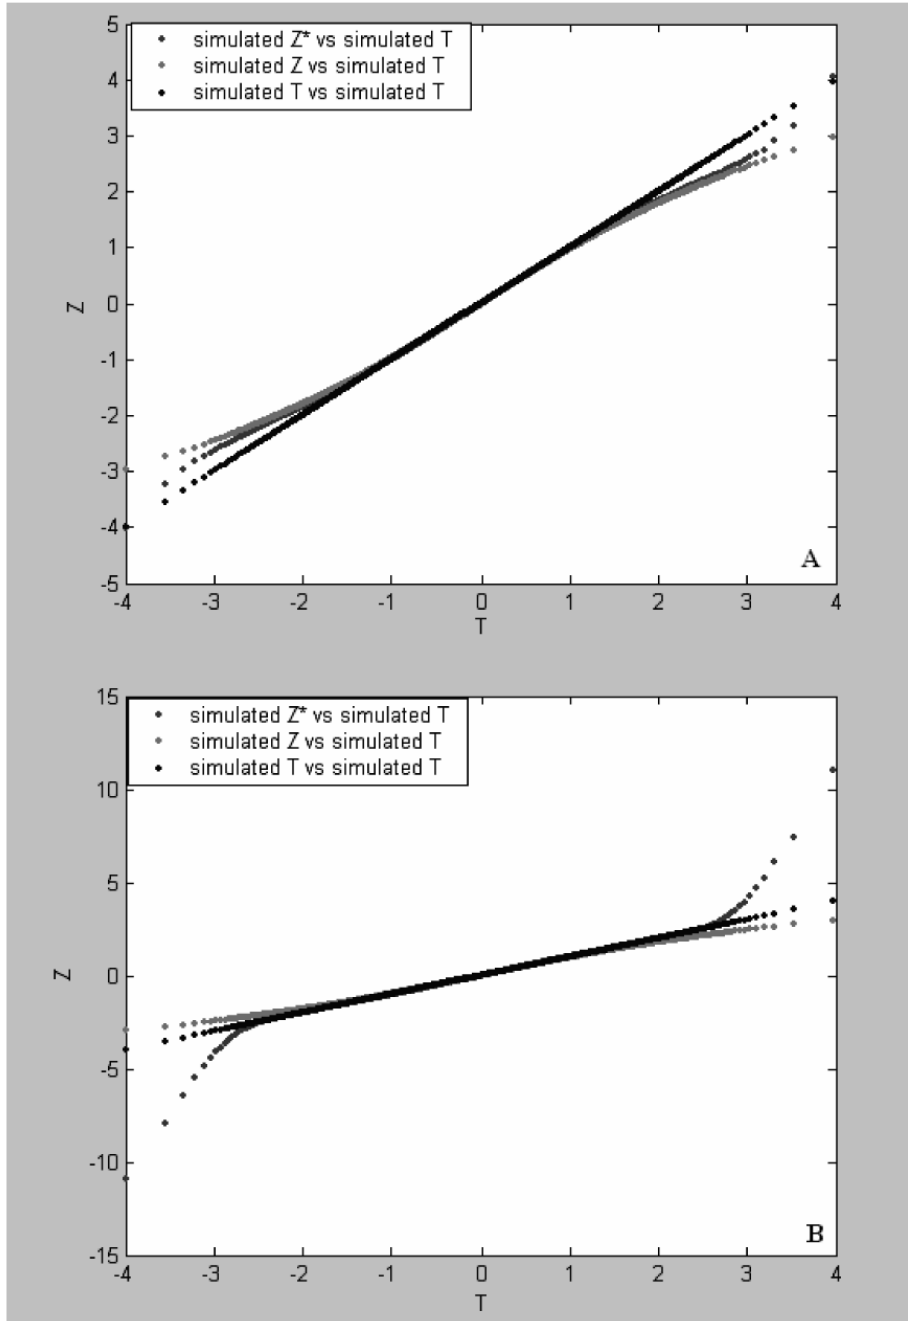 5
4
3
2
1
0
-1
-2
-3
-4
-5
Z
simulated Z* vs simulated T
simulated Z vs simulated T
simulated T vs simulated T
A
-4 -3 -2 -1 0 1 2 3 4
T
15
10
5
0
-5
-10
-15
Z
simulated Z* vs simulated T
simulated Z vs simulated T
simulated T vs simulated T
B
-4 -3 -2 -1 0 1 2 3 4
T